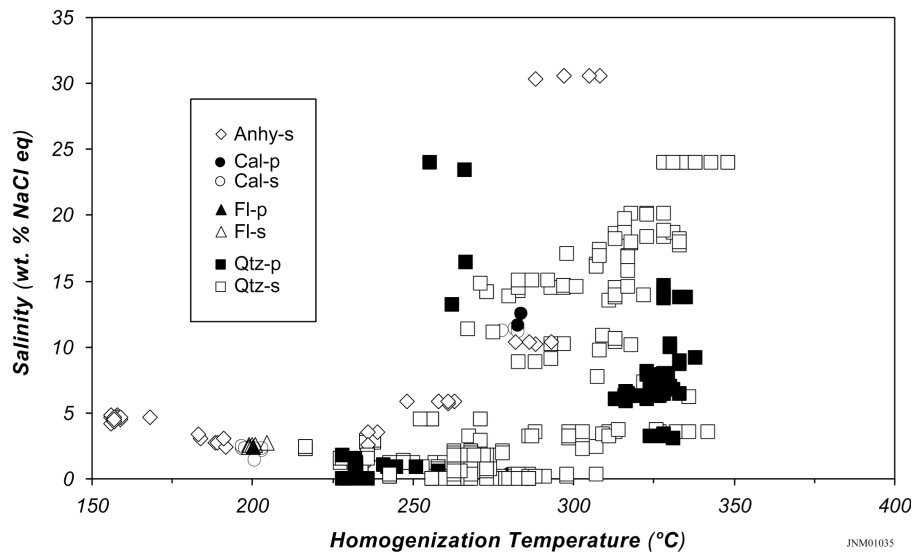 35
30
25
20
15
10
5
0
Salinity (wt. % NaCl eq)
Anhy-s
Cal-p
Cal-s
Fl-p
Fl-s
Qtz-p
Qtz-s
150 200 250 300 350 400
Homogenization Temperature (°C)
JNM01035